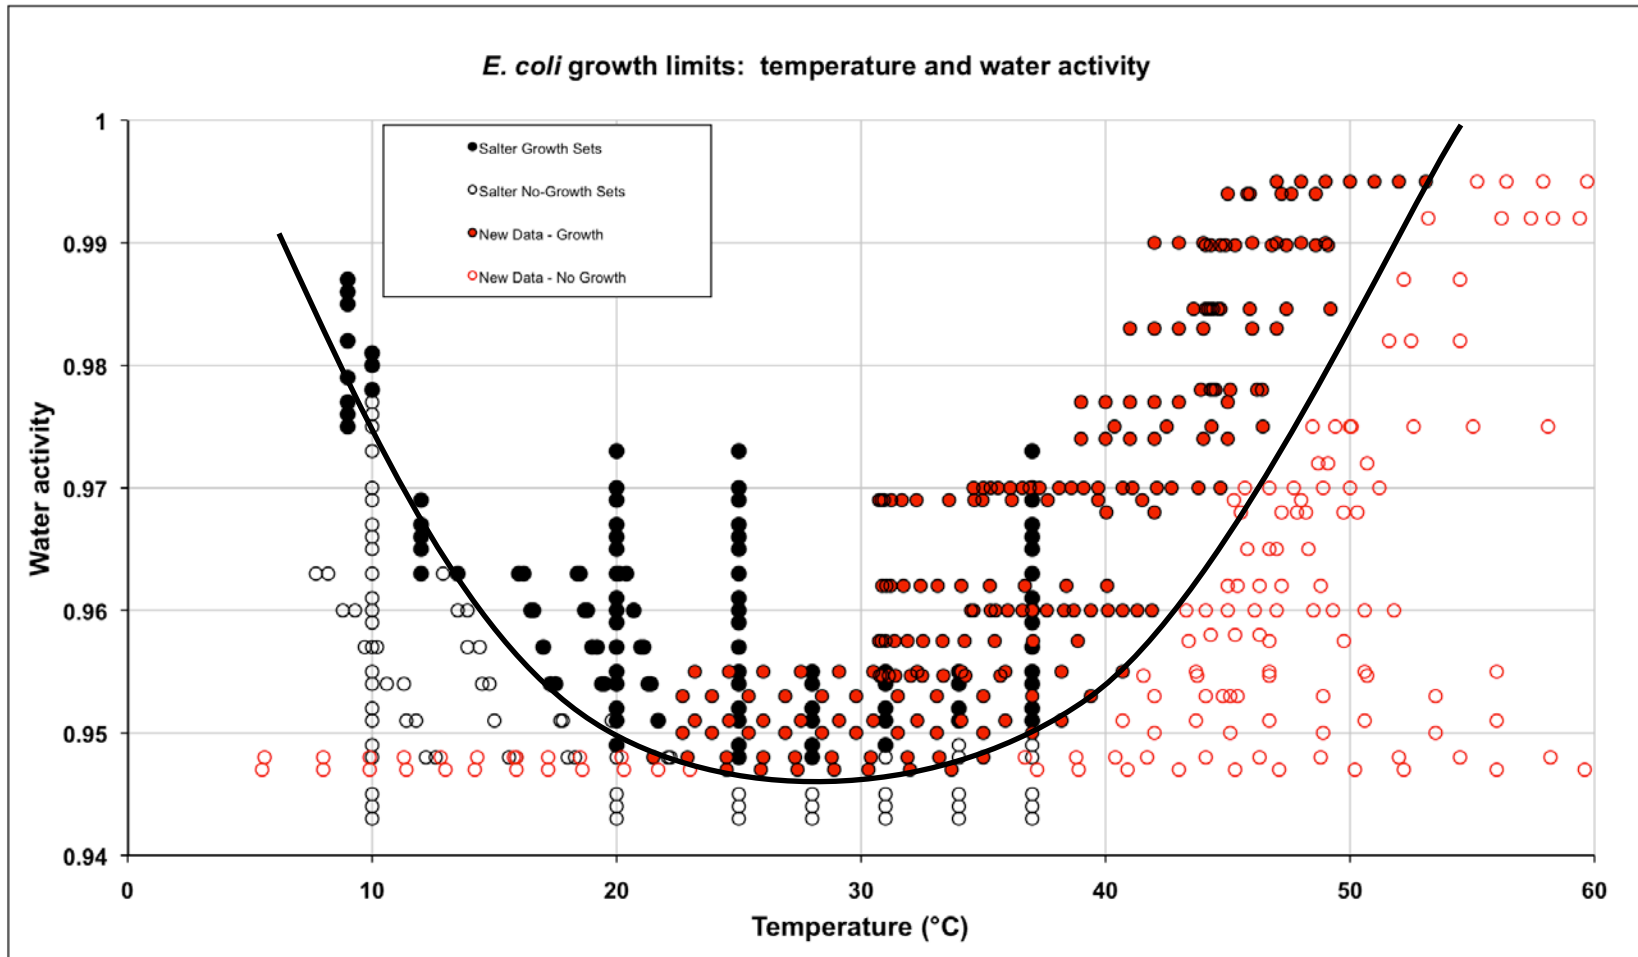 E. coli growth limits: temperature and water activity
Salter Growth Sets
Salter No-Growth Sets
New Data - Growth
New Data - No Growth
Water activity
1
0.99
0.98
0.97
0.96
0.95
0.94
0 10 20 30 40 50 60
Temperature (°C)